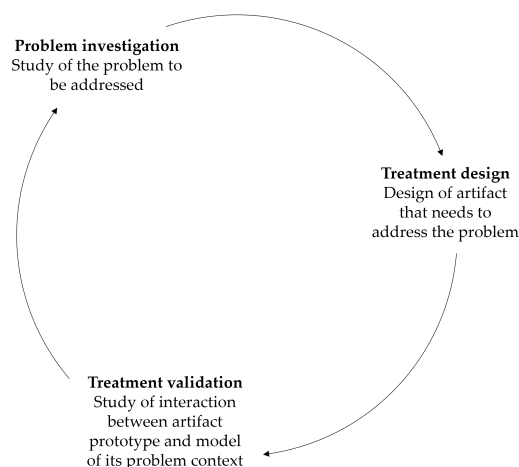 Problem investigation
Study of the problem to
be addressed
Treatment design
Design of artifact
that needs to
address the problem
Treatment validation
Study of interaction
between artifact
prototype and model
of its problem context